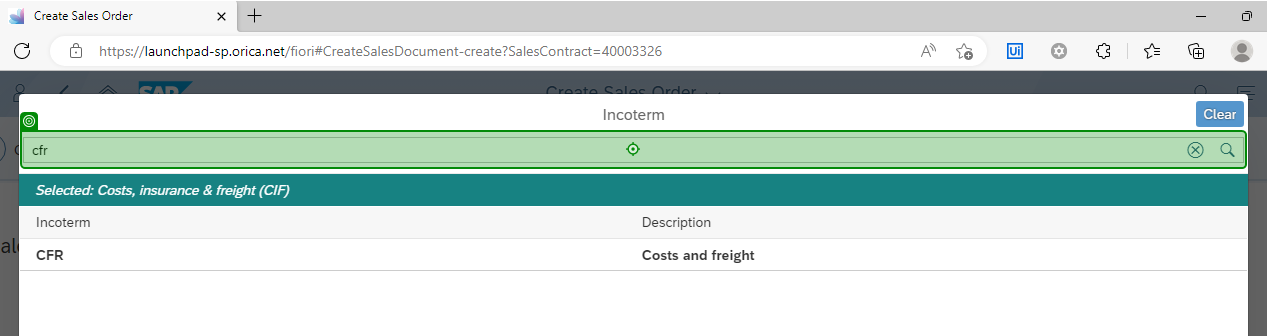 Create Sales Order
https://launchpad-sp.orica.net/fiori#CreateSalesDocument-create?SalesContract=40003326
Ui
SAP
Create Sales Order
Incoterm
Clear
cfr
Selected: Costs, insurance & freight (CIF)
Incoterm Description
CFR Costs and freight